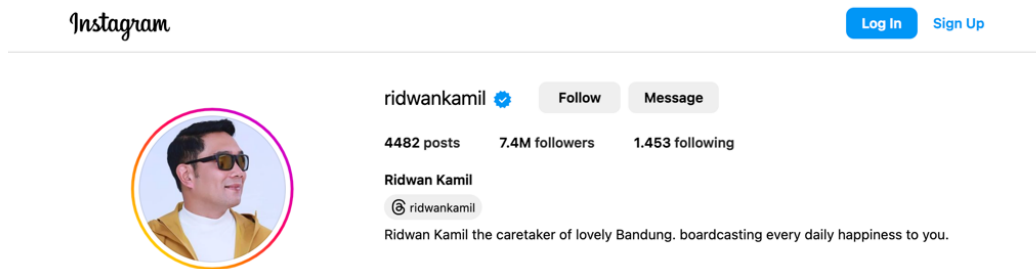 Instagram
Log In Sign Up
ridwankamil Follow Message
4482 posts 7.4M followers 1.453 following
Ridwan Kamil
ridwankamil
Ridwan Kamil the caretaker of lovely Bandung. boardcasting every daily happiness to you.